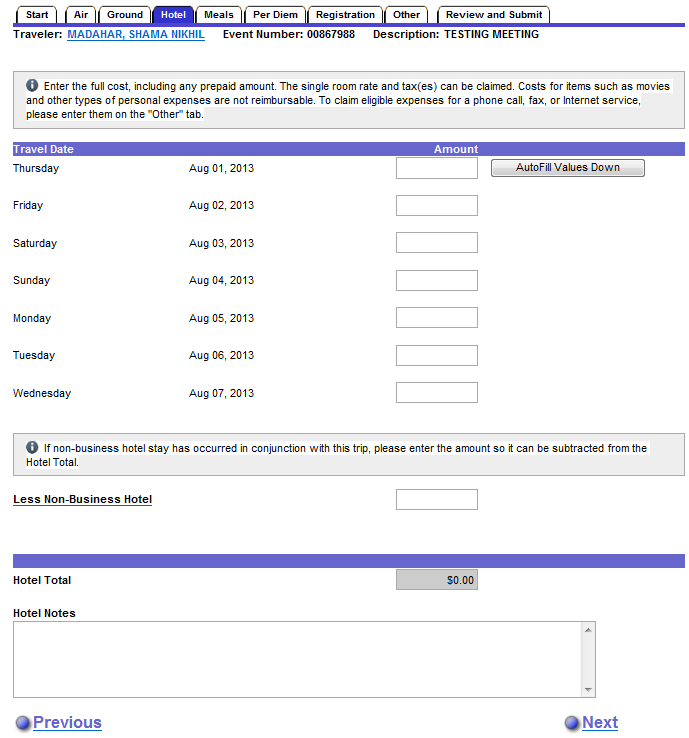 Start Air Ground Hotel Meals Per Diem Registration Other Review and Submit
Traveler: MADAHAR, SHAMA NIKHIL Event Number: 00867988 Description: TESTING MEETING
Enter the full cost, including any prepaid amount. The single room rate and tax(es) can be claimed. Costs for items such as movies
and other types of personal expenses are not reimbursable. To claim eligible expenses for a phone call, fax, or Internet service,
please enter them on the "Other" tab.
Travel Date Amount
Thursday Aug 01, 2013 AutoFill Values Down
Friday Aug 02, 2013
Saturday Aug 03, 2013
Sunday Aug 04, 2013
Monday Aug 05, 2013
Tuesday Aug 06, 2013
Wednesday Aug 07, 2013
If non-business hotel stay has occurred in conjunction with this trip, please enter the amount so it can be subtracted from the
Hotel Total.
Less Non-Business Hotel
Hotel Total $0.00
Hotel Notes
Previous Next